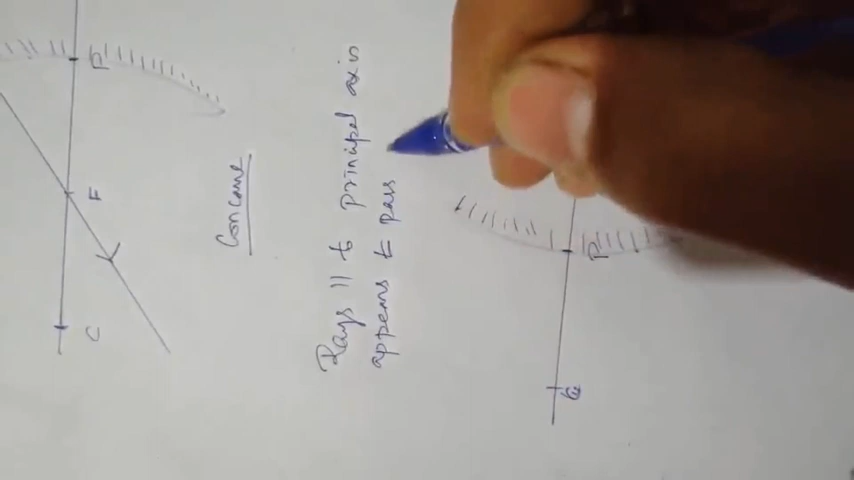 P
F
C
Concave
Rays || to principal axis
appears to pass
P